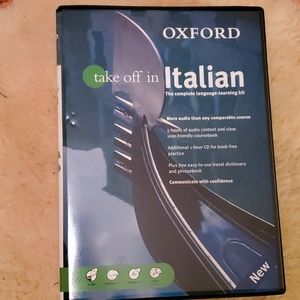 OXFORD
take off in Italian
The complete language-learning kit
More audio than any comparable course
5 hours of audio content and clear
user-friendly coursebook
Additional 1-hour CD for book-free
practice
Plus free easy-to-use travel dictionary
and phrasebook
Communicate with confidence
New